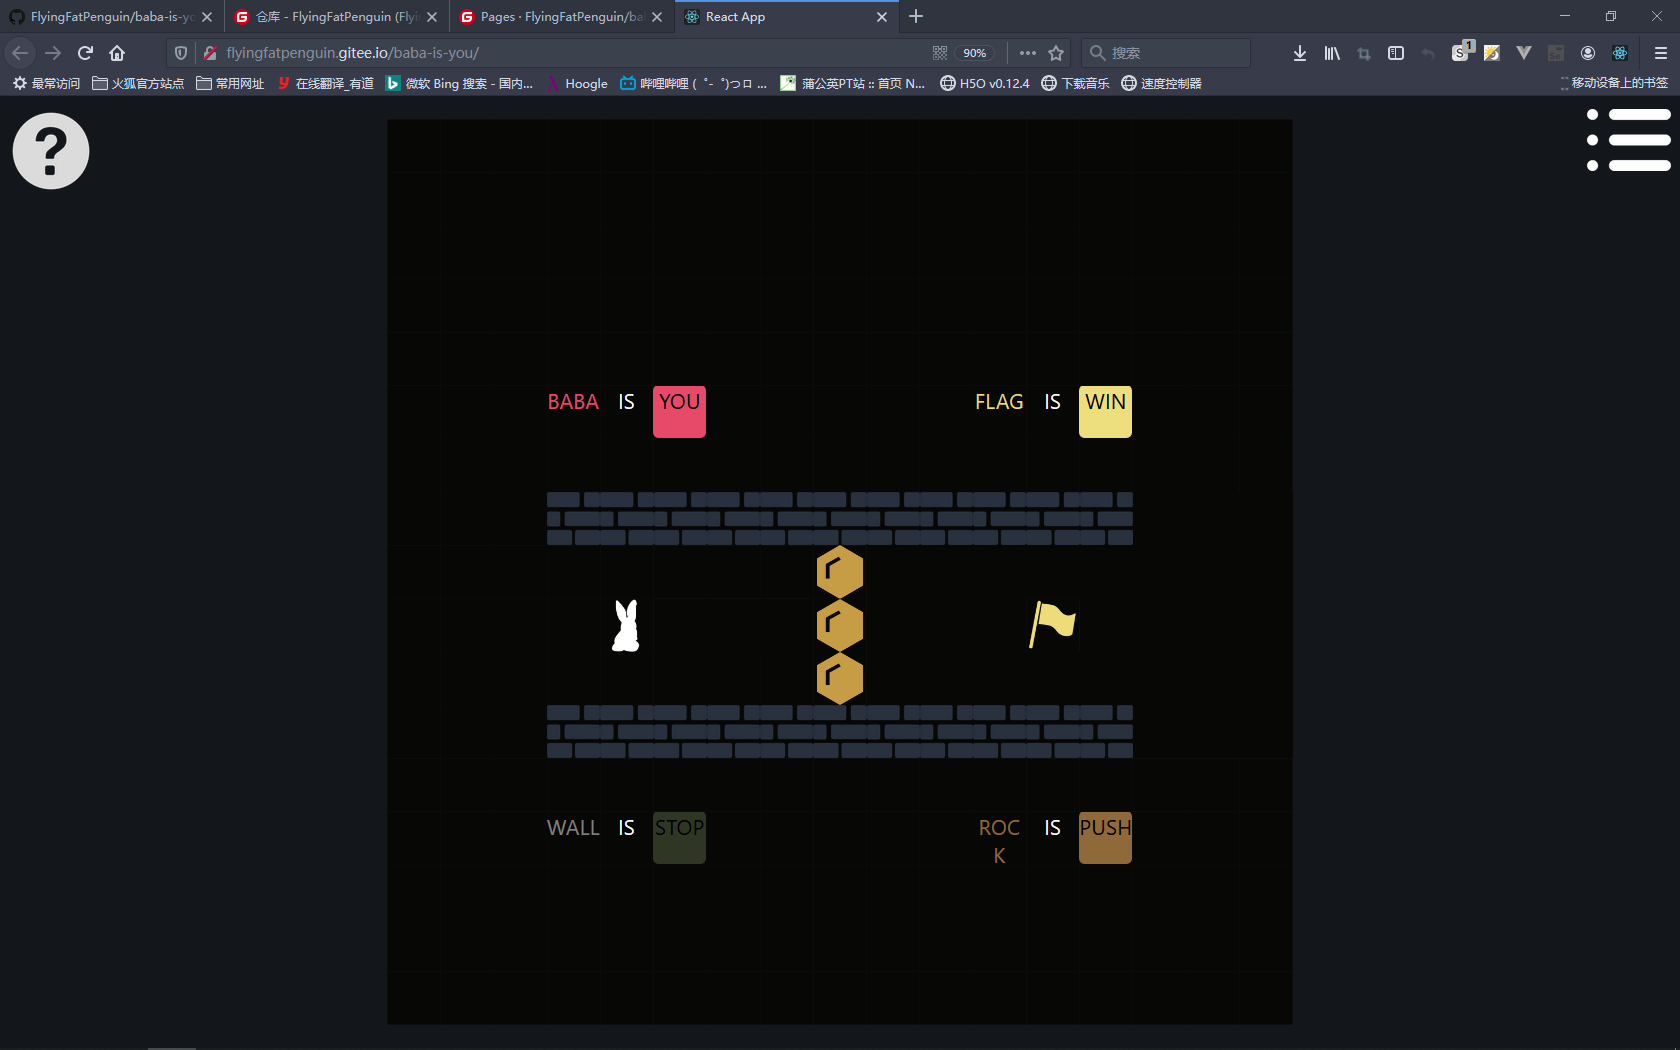 FlyingFatPenguin/baba-is-yo
仓库 - FlyingFatPenguin (Flyi
Pages · FlyingFatPenguin/ba
React App
flyingfatpenguin.gitee.io/baba-is-you/
90%
搜索
1
最常访问
火狐官方站点
常用网址
在线翻译_有道
微软 Bing 搜索 - 国内...
Hoogle
哔哩哔哩 ( ゜- ゜)つロ ...
蒲公英PT站 :: 首页 N...
H5O v0.12.4
下载音乐
速度控制器
移动设备上的书签
?
BABA IS YOU
FLAG IS WIN
WALL IS STOP
ROC
K
IS PUSH